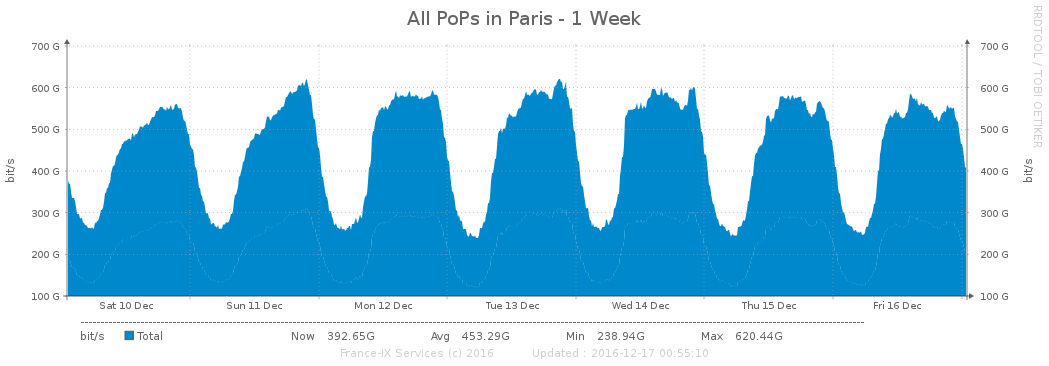 All PoPs in Paris - 1 Week
RRDTOOL / TOBI OETIKER
700 G 700 G
600 G 600 G
500 G 500 G
400 G 400 G
300 G 300 G
200 G 200 G
100 G 100 G
bit/s bit/s
Sat 10 Dec Sun 11 Dec Mon 12 Dec Tue 13 Dec Wed 14 Dec Thu 15 Dec Fri 16 Dec
bit/s Total Now 392.65G Avg 453.29G Min 238.94G Max 620.44G
France-IX Services (c) 2016 Updated : 2016-12-17 00:55:10